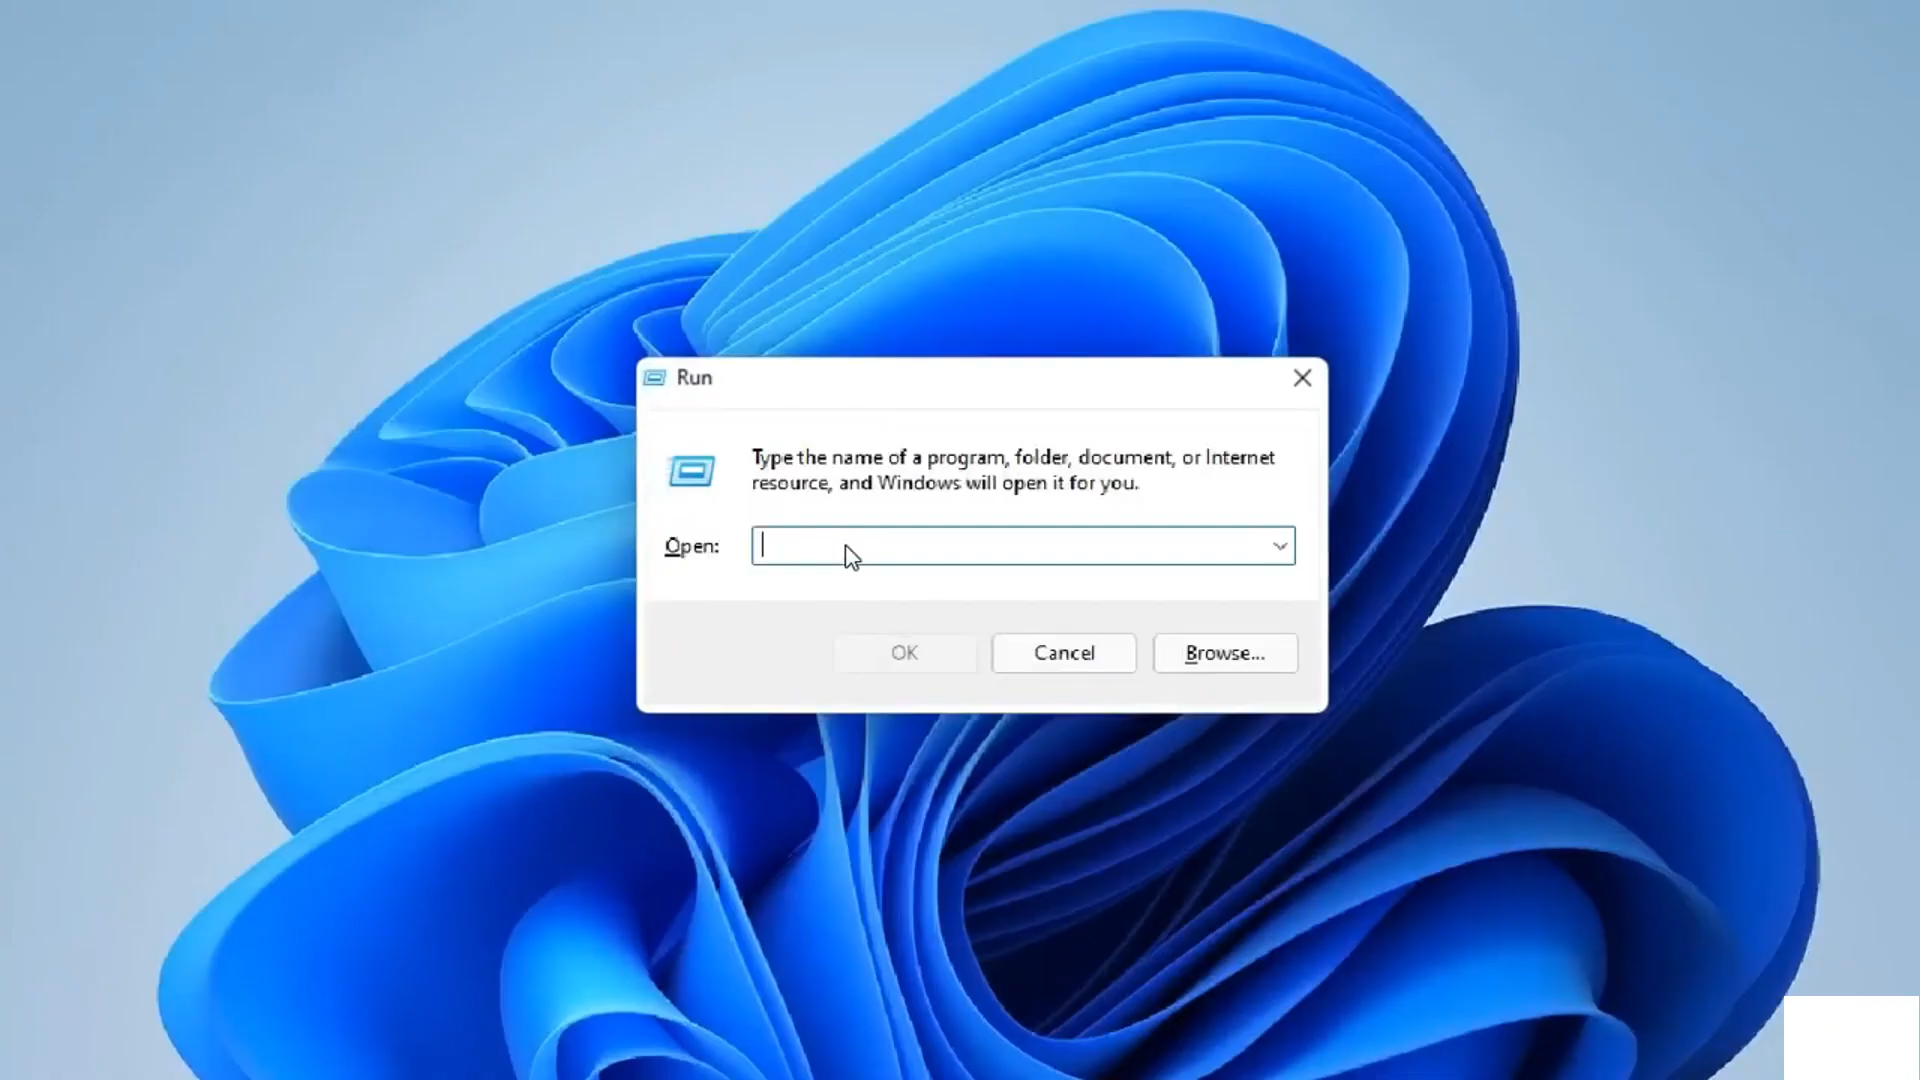 Run
Type the name of a program, folder, document, or Internet
resource, and Windows will open it for you.
Open:
OK
Cancel
Browse...